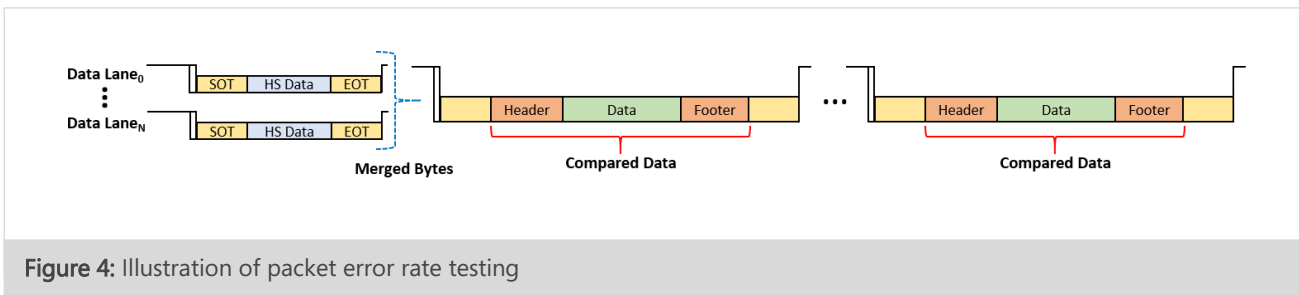 Data Lane0
SOT HS Data EOT
Data LaneN
SOT HS Data EOT
Merged Bytes
Header Data Footer
Compared Data
Header Data Footer
Compared Data
Figure 4: Illustration of packet error rate testing